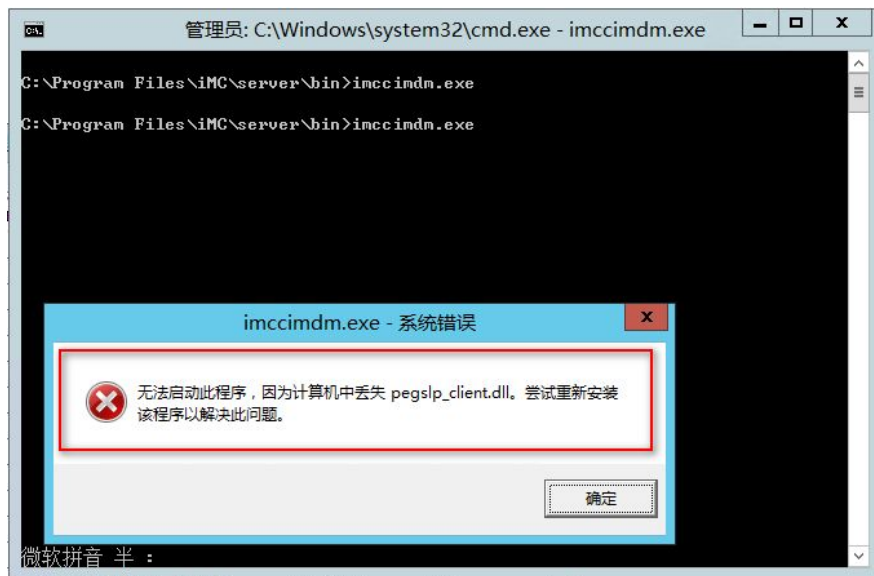 管理员: C:\Windows\system32\cmd.exe - imccimdm.exe
C:\Program Files\iMC\server\bin>imccimdm.exe
C:\Program Files\iMC\server\bin>imccimdm.exe
imccimdm.exe - 系统错误
无法启动此程序，因为计算机中丢失 pegslp_client.dll。尝试重新安装
该程序以解决此问题。
确定
微软拼音 半 :